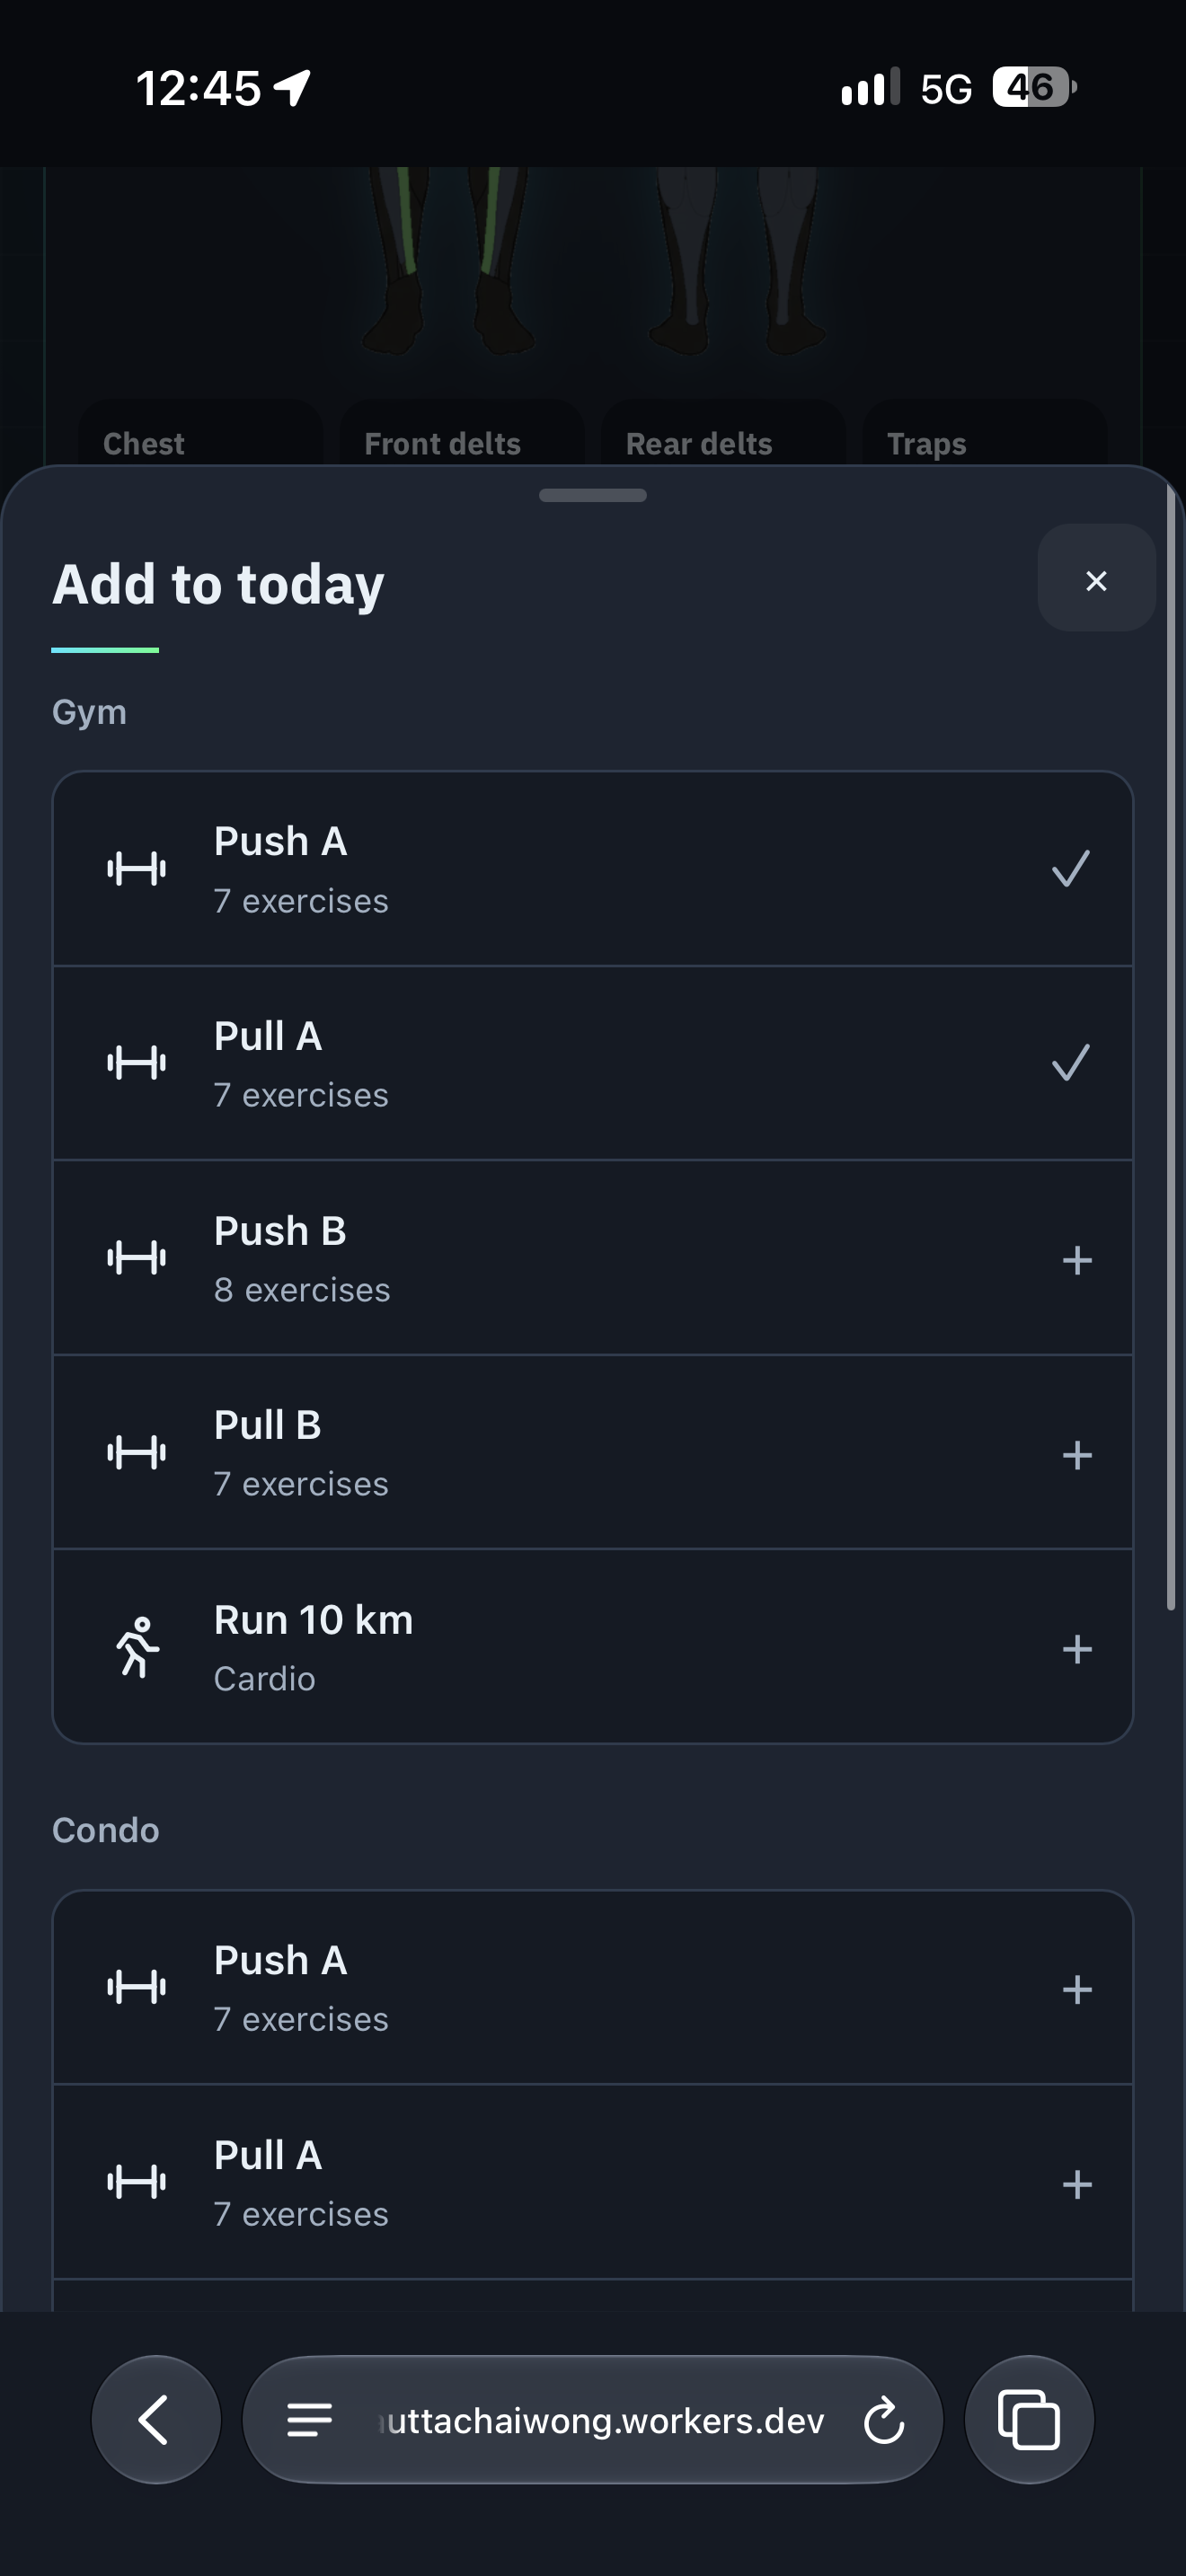 12:45
5G
46
Chest
Front delts
Rear delts
Traps
Add to today
×
Gym
Push A
7 exercises
Pull A
7 exercises
Push B
8 exercises
+
Pull B
7 exercises
+
Run 10 km
Cardio
+
Condo
Push A
7 exercises
+
Pull A
7 exercises
+
uttachaiwong.workers.dev